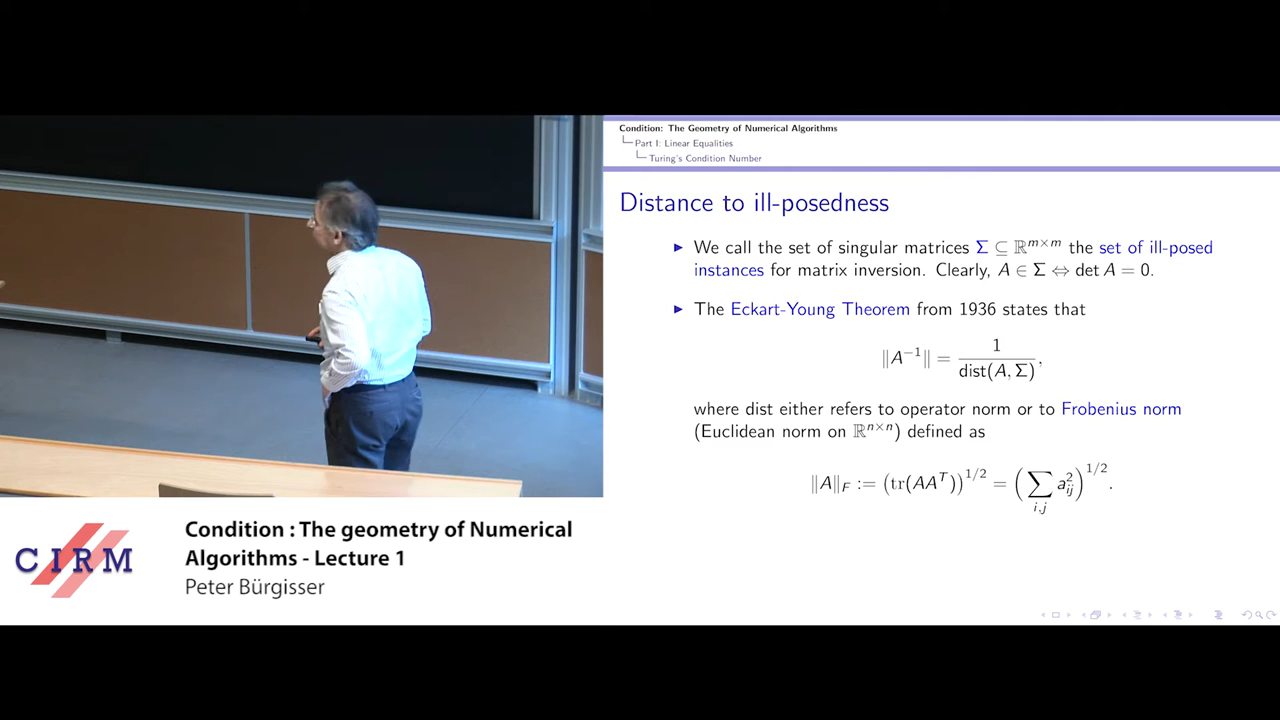 Condition: The Geometry of Numerical Algorithms
Part I: Linear Equalities
Turing's Condition Number
Distance to ill-posedness
▶ We call the set of singular matrices Σ ⊆ ℝ^{m×m} the set of ill-posed
instances for matrix inversion. Clearly, A ∈ Σ ⇔ det A = 0.
▶ The Eckart-Young Theorem from 1936 states that
‖A^{-1}‖ = 1 / dist(A, Σ),
where dist either refers to operator norm or to Frobenius norm
(Euclidean norm on ℝ^{n×n}) defined as
‖A‖_F := (tr(AA^T))^{1/2} = (∑_{i,j} a_{ij}^2)^{1/2}.
CIRM
Condition : The geometry of Numerical
Algorithms - Lecture 1
Peter Bürgisser